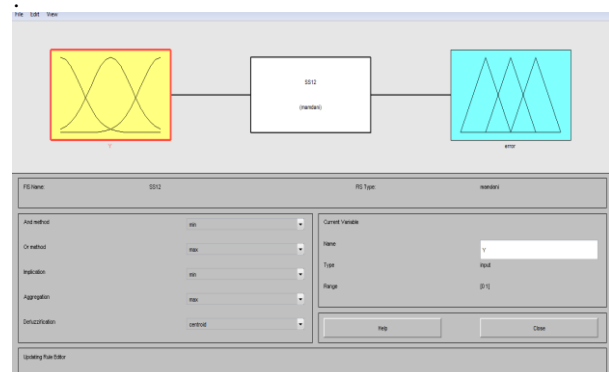 File Edit View
SS12
(mamdani)
Y
error
FIS Name: SS12 FIS Type: mamdani
And method min
Or method max
Implication min
Aggregation max
Defuzzification centroid
Current Variable
Name Y
Type input
Range [0 1]
Help Close
Updating Rule Editor